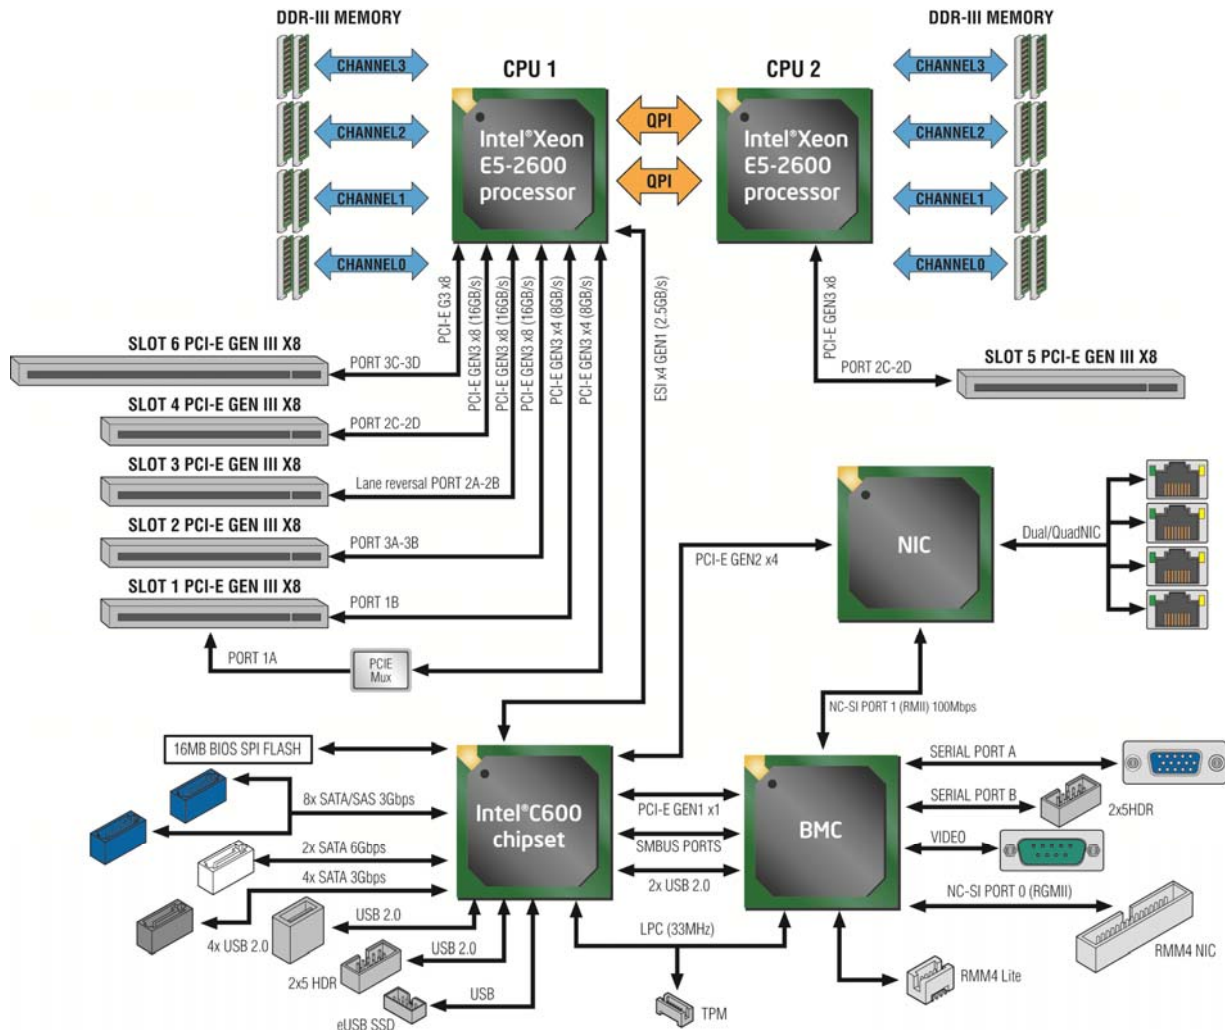 DDR-III MEMORY
DDR-III MEMORY
CPU 1
CPU 2
CHANNEL3
CHANNEL2
CHANNEL1
CHANNEL0
Intel®Xeon
E5-2600
processor
QPI
QPI
Intel®Xeon
E5-2600
processor
CHANNEL3
CHANNEL2
CHANNEL1
CHANNEL0
PCI-E G3 x8
PCI-E GEN3 x8 (16GB/s)
PCI-E GEN3 x8 (16GB/s)
PCI-E GEN3 x8 (16GB/s)
PCI-E GEN3 x4 (8GB/s)
PCI-E GEN3 x4 (8GB/s)
ESI x4 GEN1 (2.5GB/s)
PCI-E GEN3 x8
SLOT 6 PCI-E GEN III X8
PORT 3C-3D
SLOT 5 PCI-E GEN III X8
PORT 2C-2D
SLOT 4 PCI-E GEN III X8
PORT 2C-2D
SLOT 3 PCI-E GEN III X8
Lane reversal PORT 2A-2B
SLOT 2 PCI-E GEN III X8
PORT 3A-3B
SLOT 1 PCI-E GEN III X8
PORT 1B
PORT 1A
PCIE
Mux
PCI-E GEN2 x4
NIC
Dual/QuadNIC
NC-SI PORT 1 (RMII) 100Mbps
16MB BIOS SPI FLASH
8x SATA/SAS 3Gbps
2x SATA 6Gbps
4x SATA 3Gbps
USB 2.0
4x USB 2.0
USB 2.0
2x5 HDR
USB
eUSB SSD
Intel®C600
chipset
PCI-E GEN1 x1
SMBUS PORTS
2x USB 2.0
LPC (33MHz)
TPM
BMC
SERIAL PORT A
SERIAL PORT B
2x5HDR
VIDEO
NC-SI PORT 0 (RGMII)
RMM4 NIC
RMM4 Lite